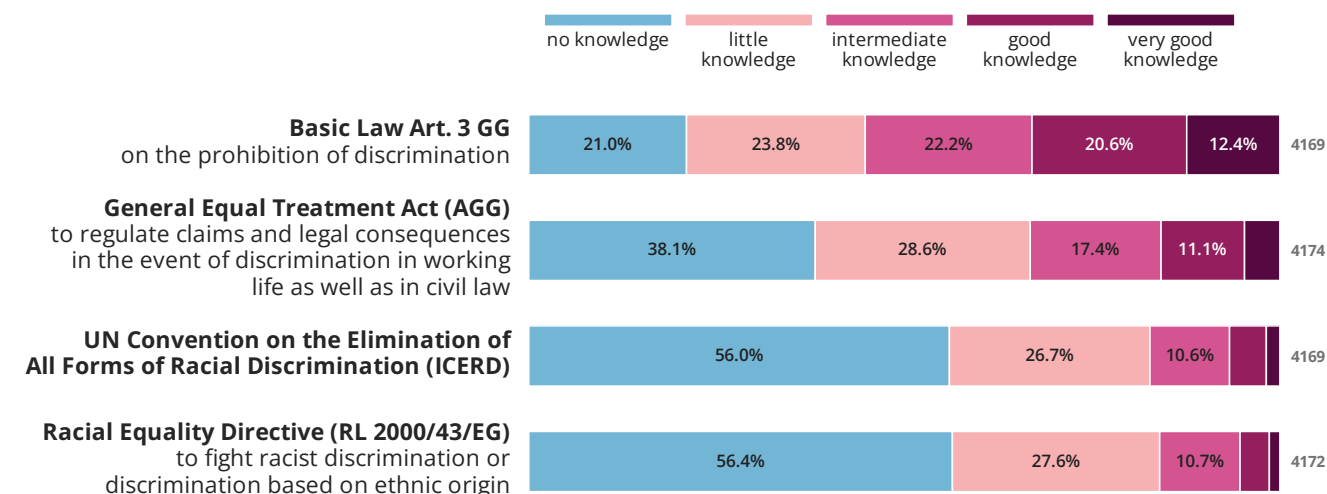 no knowledge
little
knowledge
intermediate
knowledge
good
knowledge
very good
knowledge
Basic Law Art. 3 GG
on the prohibition of discrimination
21.0% 23.8% 22.2% 20.6% 12.4% 4169
General Equal Treatment Act (AGG)
to regulate claims and legal consequences
in the event of discrimination in working
life as well as in civil law
38.1% 28.6% 17.4% 11.1% 4174
UN Convention on the Elimination of
All Forms of Racial Discrimination (ICERD)
56.0% 26.7% 10.6% 4169
Racial Equality Directive (RL 2000/43/EG)
to fight racist discrimination or
discrimination based on ethnic origin
56.4% 27.6% 10.7% 4172